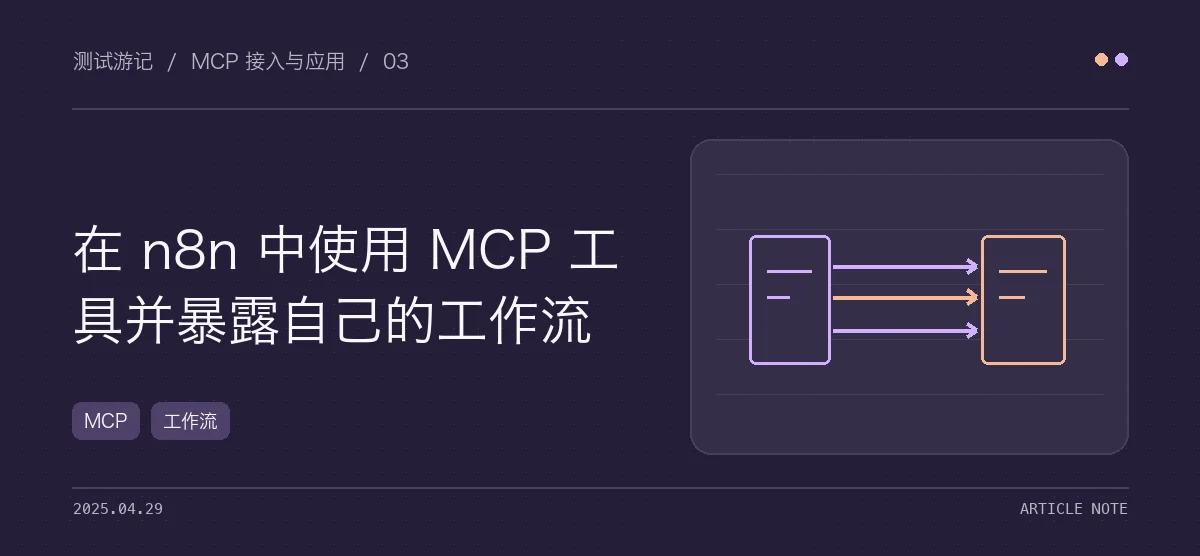 测试游记 / MCP 接入与应用 / 03
在 n8n 中使用 MCP 工
具并暴露自己的工作流
MCP 工作流
2025.04.29 ARTICLE NOTE